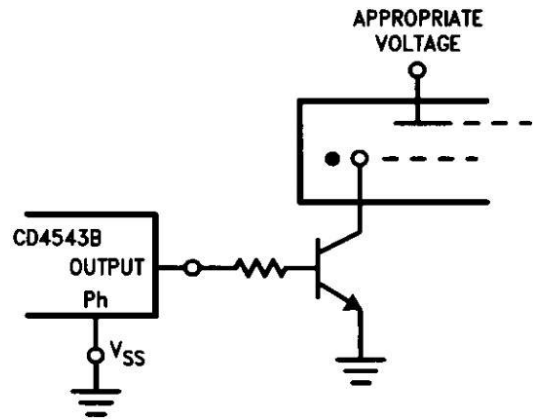 APPROPRIATE
VOLTAGE
CD4543B
OUTPUT
Ph
VSS